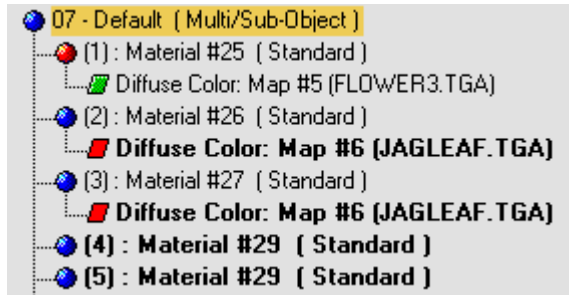 07 - Default ( Multi/Sub-Object )
(1) : Material #25 ( Standard )
Diffuse Color: Map #5 (FLOWER3.TGA)
(2) : Material #26 ( Standard )
Diffuse Color: Map #6 (JAGLEAF.TGA)
(3) : Material #27 ( Standard )
Diffuse Color: Map #6 (JAGLEAF.TGA)
(4) : Material #29 ( Standard )
(5) : Material #29 ( Standard )